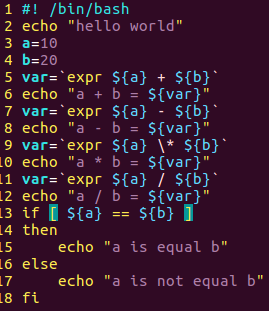 1 #! /bin/bash
2 echo "hello world"
3 a=10
4 b=20
5 var=`expr ${a} + ${b}`
6 echo "a + b = ${var}"
7 var=`expr ${a} - ${b}`
8 echo "a - b = ${var}"
9 var=`expr ${a} \* ${b}`
10 echo "a * b = ${var}"
11 var=`expr ${a} / ${b}`
12 echo "a / b = ${var}"
13 if [ ${a} == ${b} ]
14 then
15     echo "a is equal b"
16 else
17     echo "a is not equal b"
18 fi